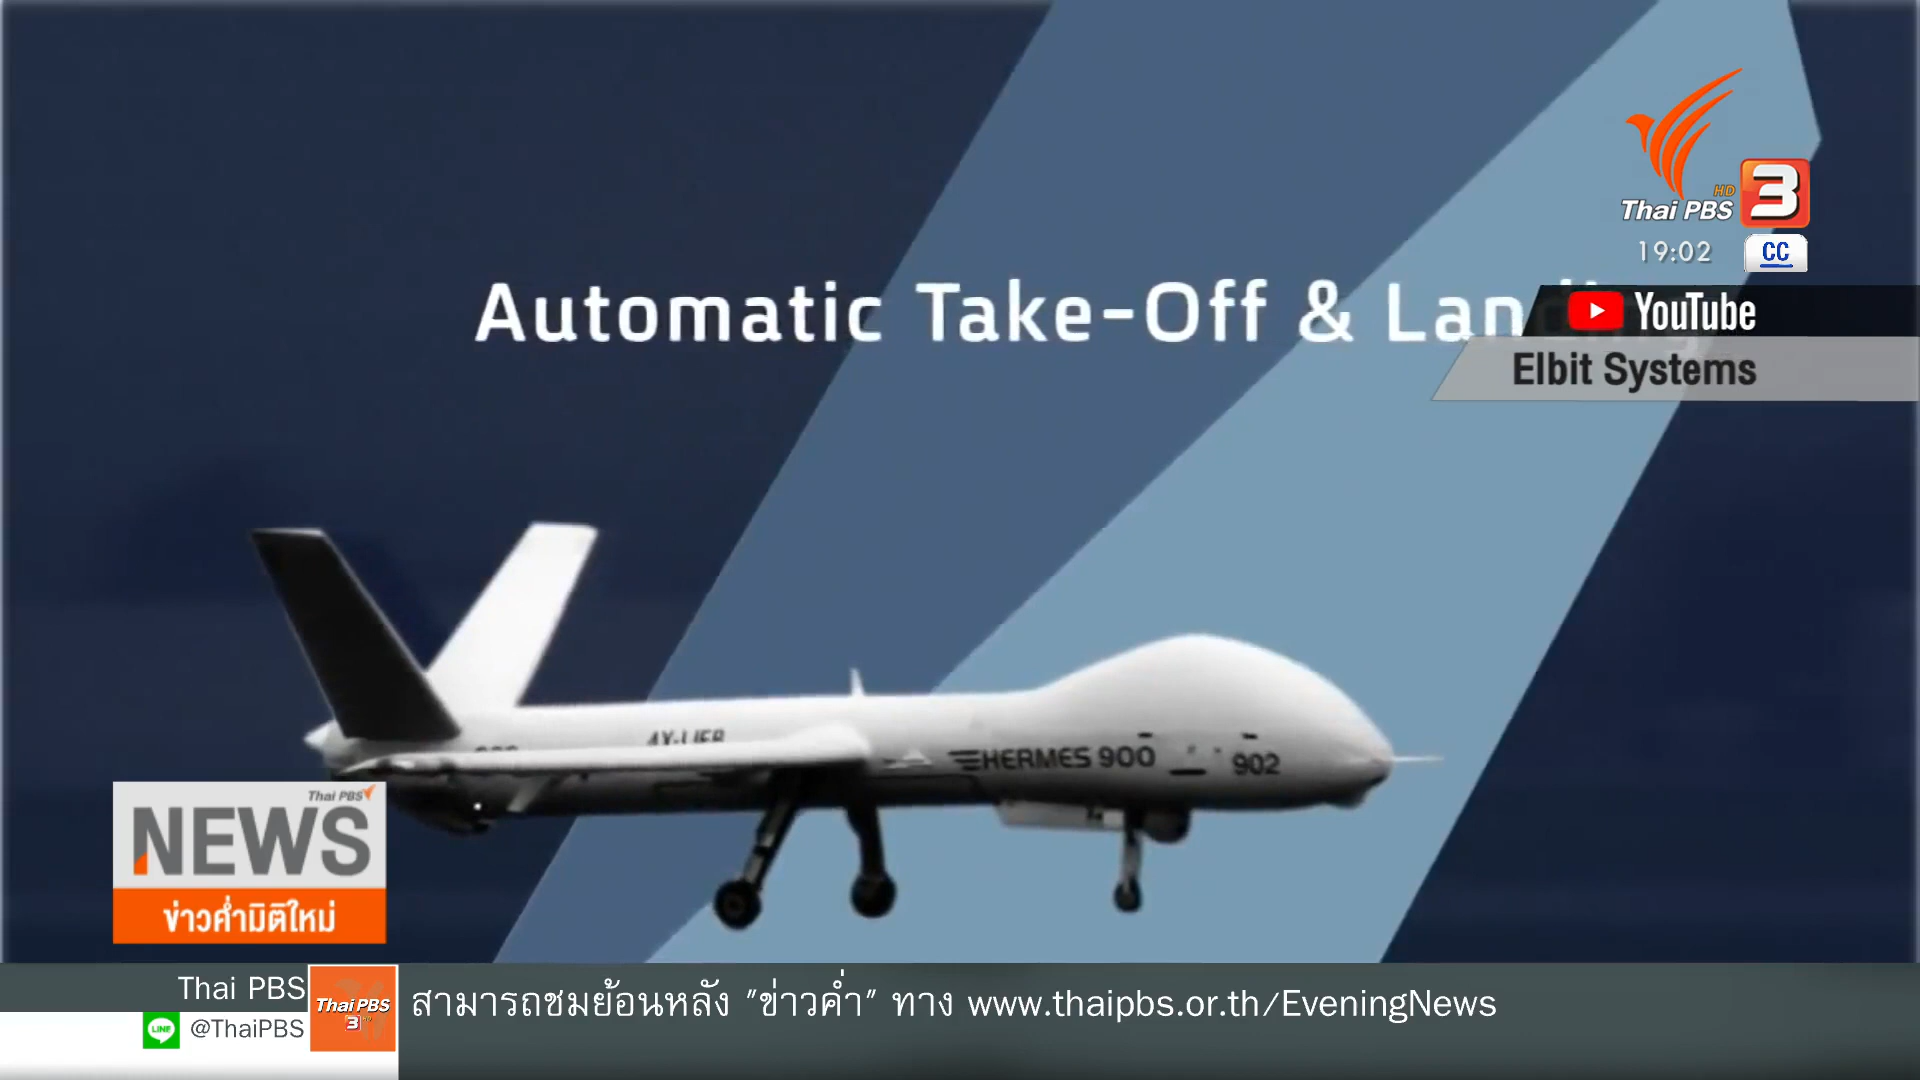 HD
Thai PBS
3
19:02
CC
Automatic Take-Off & Landing
YouTube
Elbit Systems
HERMES 900
902
Thai PBS
NEWS
ข่าวค่ำมิติใหม่
Thai PBS
LINE
@ThaiPBS
Thai PBS
3
สามารถชมย้อนหลัง "ข่าวค่ำ" ทาง www.thaipbs.or.th/EveningNews